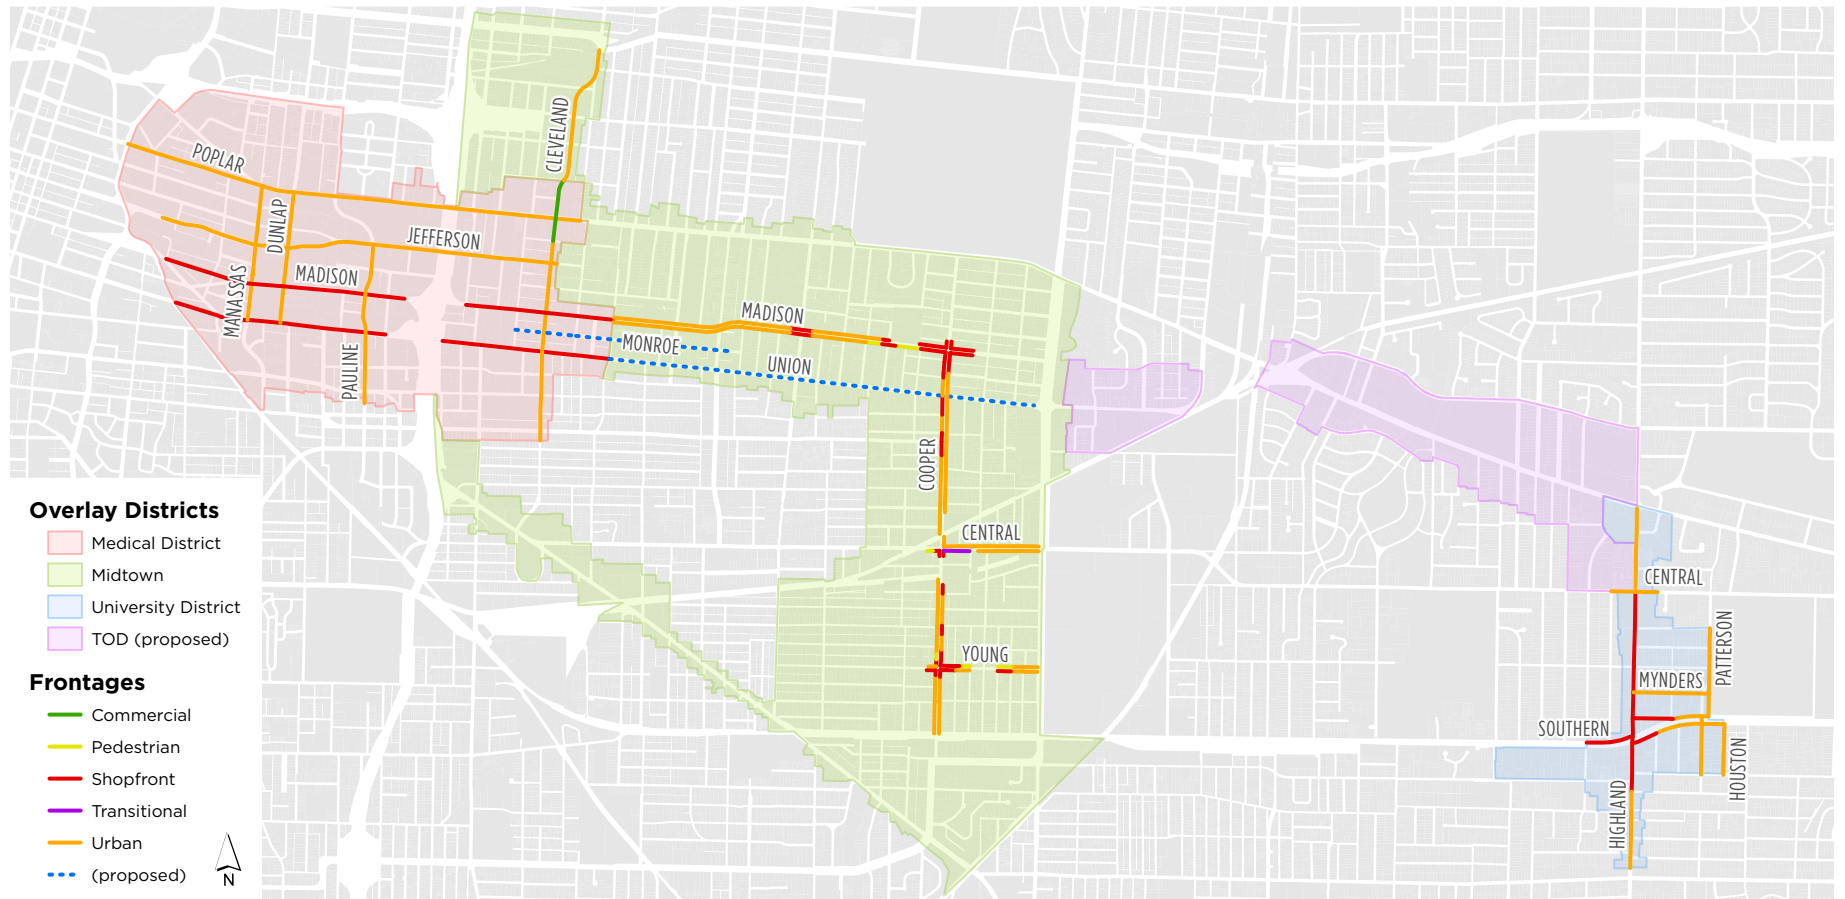 CLEVELAND
POPLAR
DUNLAP
JEFFERSON
MADISON
MANASSAS
MADISON
MONROE
UNION
PAULINE
COOPER
CENTRAL
YOUNG
CENTRAL
PATTERSON
MYNDERS
SOUTHERN
HOUSTON
HIGHLAND
Overlay Districts
Medical District
Midtown
University District
TOD (proposed)
Frontages
Commercial
Pedestrian
Shopfront
Transitional
Urban
(proposed)
N